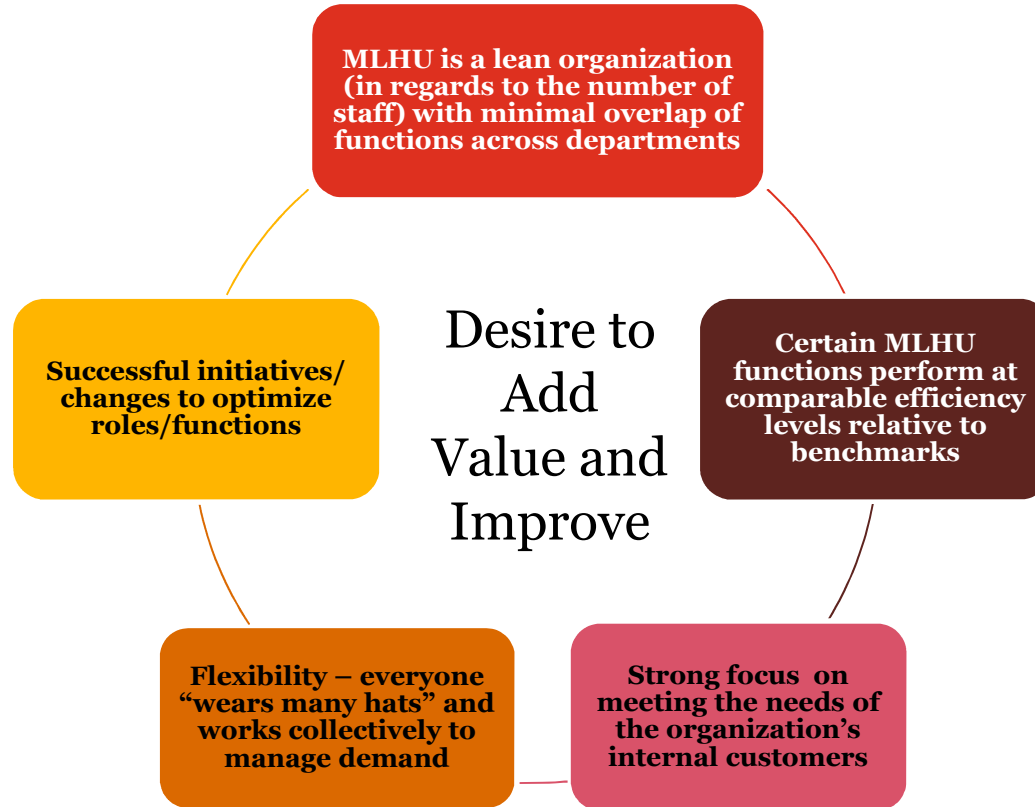 MLHU is a lean organization
(in regards to the number of
staff) with minimal overlap of
functions across departments
Successful initiatives/
changes to optimize
roles/functions
Desire to
Add
Value and
Improve
Certain MLHU
functions perform at
comparable efficiency
levels relative to
benchmarks
Flexibility – everyone
“wears many hats” and
works collectively to
manage demand
Strong focus  on
meeting the needs of
the organization’s
internal customers